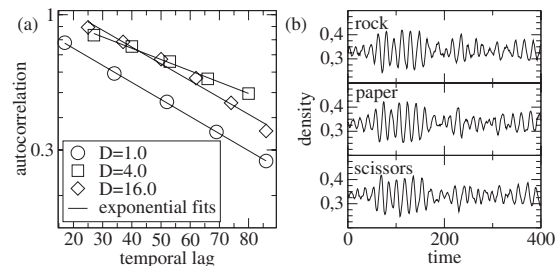 (a)
1
0.3
autocorrelation
D=1.0
D=4.0
D=16.0
exponential fits
20 30 40 50 60 70 80
temporal lag
(b)
rock
0,4
0,3
paper
0,4
0,3
density
scissors
0,4
0,3
0 200 400
time